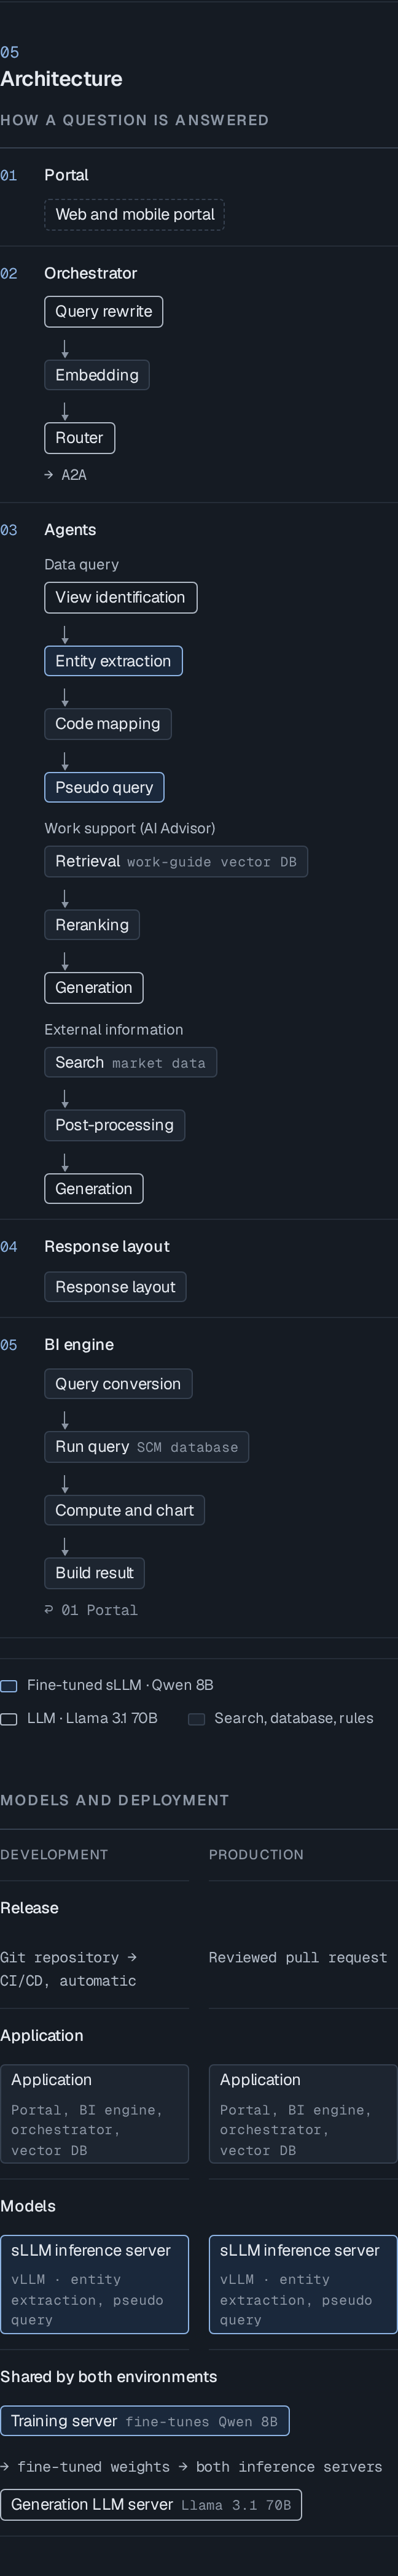 05
Architecture
HOW A QUESTION IS ANSWERED
01 Portal
Web and mobile portal
02 Orchestrator
Query rewrite
↓
Embedding
↓
Router
→ A2A
03 Agents
Data query
View identification
↓
Entity extraction
↓
Code mapping
↓
Pseudo query
Work support (AI Advisor)
Retrieval work-guide vector DB
↓
Reranking
↓
Generation
External information
Search market data
↓
Post-processing
↓
Generation
04 Response layout
Response layout
05 BI engine
Query conversion
↓
Run query SCM database
↓
Compute and chart
↓
Build result
⤶ 01 Portal
Fine-tuned sLLM · Qwen 8B
LLM · Llama 3.1 70B Search, database, rules
MODELS AND DEPLOYMENT
DEVELOPMENT PRODUCTION
Release
Git repository →
CI/CD, automatic
Reviewed pull request
Application
Application
Portal, BI engine,
orchestrator,
vector DB
Application
Portal, BI engine,
orchestrator,
vector DB
Models
sLLM inference server
vLLM · entity
extraction, pseudo
query
sLLM inference server
vLLM · entity
extraction, pseudo
query
Shared by both environments
Training server fine-tunes Qwen 8B
→ fine-tuned weights → both inference servers
Generation LLM server Llama 3.1 70B